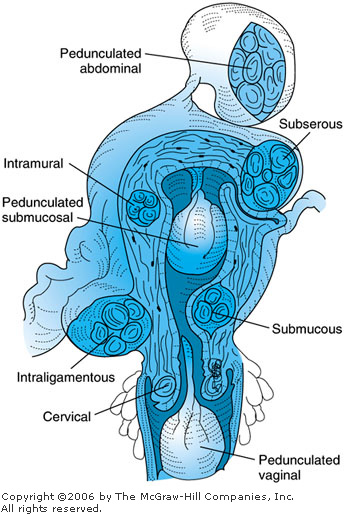 Pedunculated
abdominal
Subserous
Intramural
Pedunculated
submucosal
Submucous
Intraligamentous
Cervical
Pedunculated
vaginal
Copyright ©2006 by The McGraw-Hill Companies, Inc.
All rights reserved.